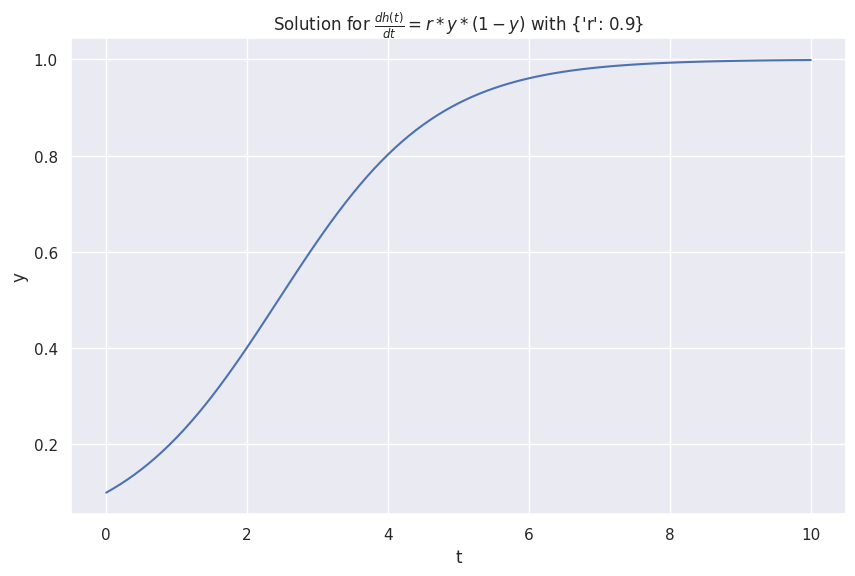 Solution for $\frac{dh(t)}{dt} = r * y * (1 - y)$ with {'r': 0.9}
1.0
0.8
0.6
0.4
0.2
y
0 2 4 6 8 10
t